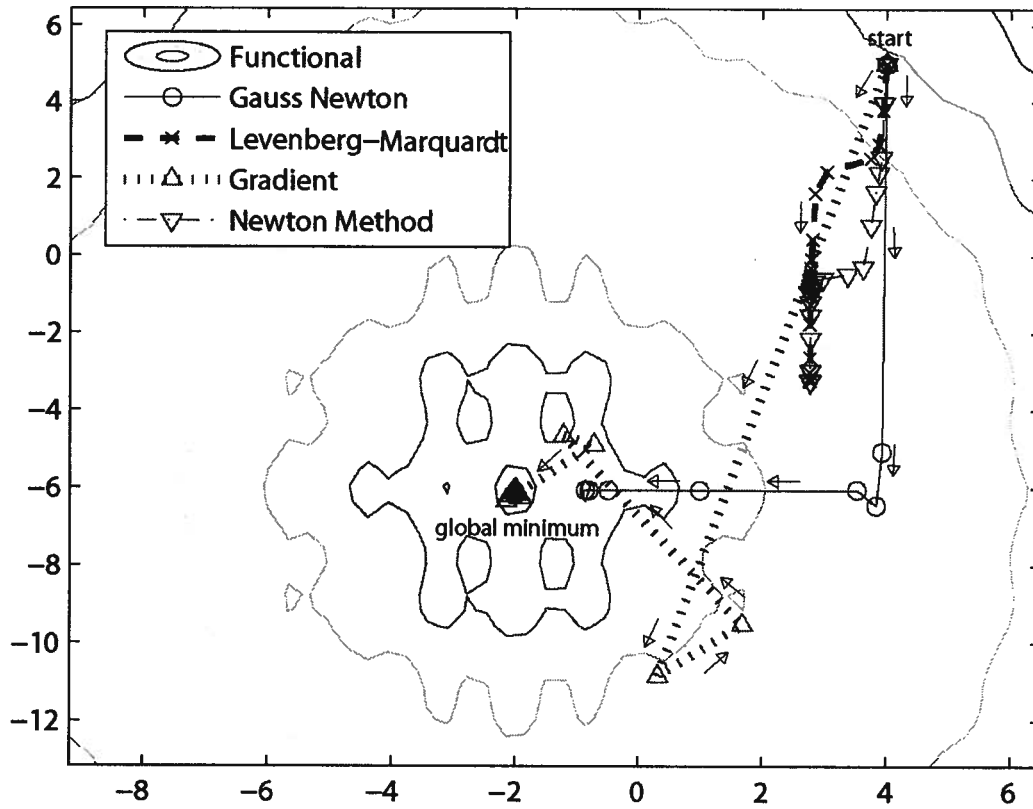 6
4
2
0
−2
−4
−6
−8
−10
−12
Functional
Gauss Newton
Levenberg−Marquardt
Gradient
Newton Method
start
global minimum
−8
−6
−4
−2
0
2
4
6